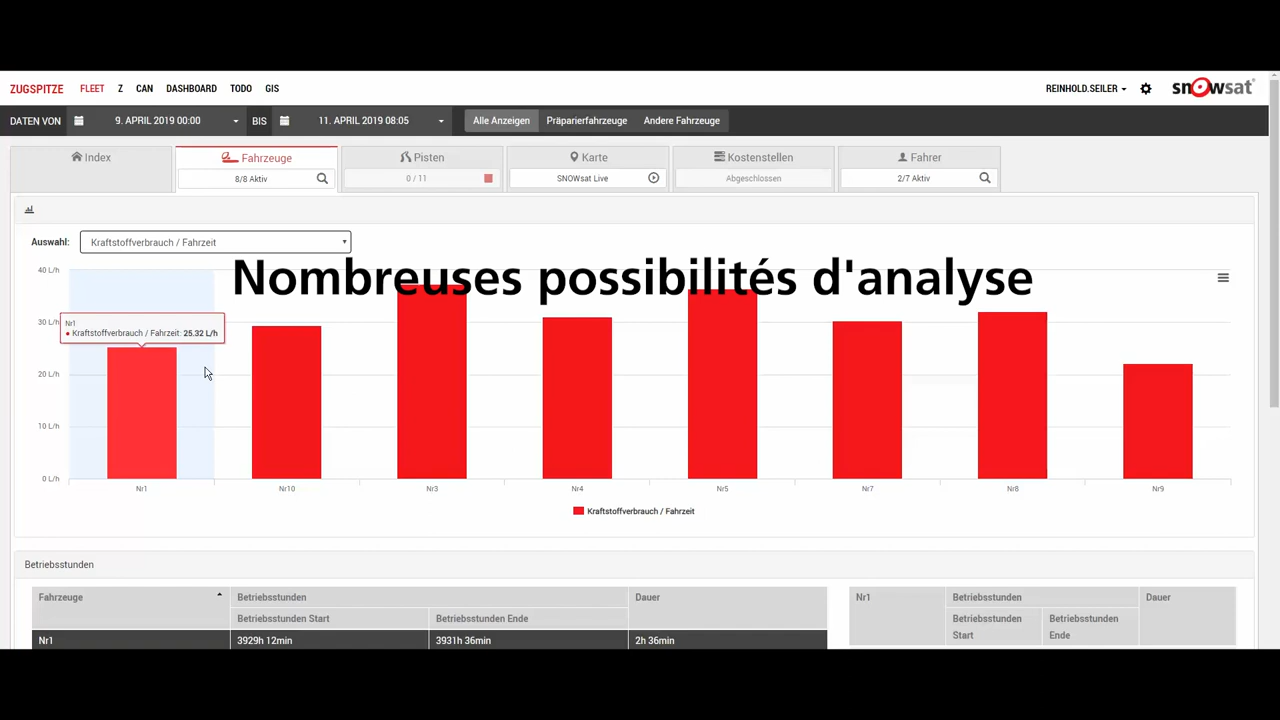 ZUGSPITZE FLEET Z CAN DASHBOARD TODO GIS REINHOLD.SEILER snowsat
DATEN VON 9. APRIL 2019 00:00 BIS 11. APRIL 2019 08:05 Alle Anzeigen Präparierfahrzeuge Andere Fahrzeuge
Index Fahrzeuge Pisten Karte Kostenstellen Fahrer
8/8 Aktiv 0 / 11 SNOWsat Live Abgeschlossen 2/7 Aktiv
Auswahl: Kraftstoffverbrauch / Fahrzeit
Nombreuses possibilités d'analyse
40 L/h
30 L/h
20 L/h
10 L/h
0 L/h
Nr1
Kraftstoffverbrauch / Fahrzeit: 25.32 L/h
Nr1 Nr10 Nr3 Nr4 Nr5 Nr7 Nr8 Nr9
Kraftstoffverbrauch / Fahrzeit
Betriebsstunden
Fahrzeuge Betriebsstunden Dauer
Betriebsstunden Start Betriebsstunden Ende
Nr1 3929h 12min 3931h 36min 2h 36min
Nr1 Betriebsstunden Dauer
Betriebsstunden Betriebsstunden
Start Ende